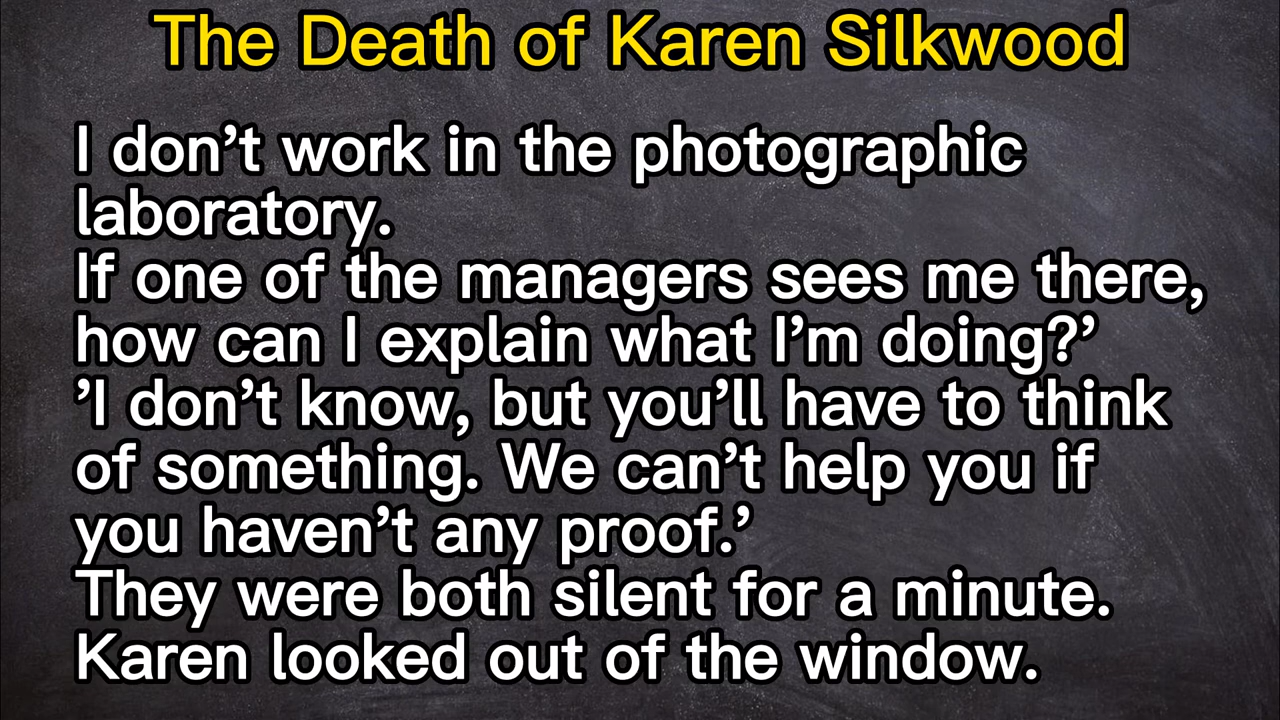 The Death of Karen Silkwood
I don’t work in the photographic
laboratory.
If one of the managers sees me there,
how can I explain what I’m doing?’
’I don’t know, but you’ll have to think
of something. We can’t help you if
you haven’t any proof.’
They were both silent for a minute.
Karen looked out of the window.